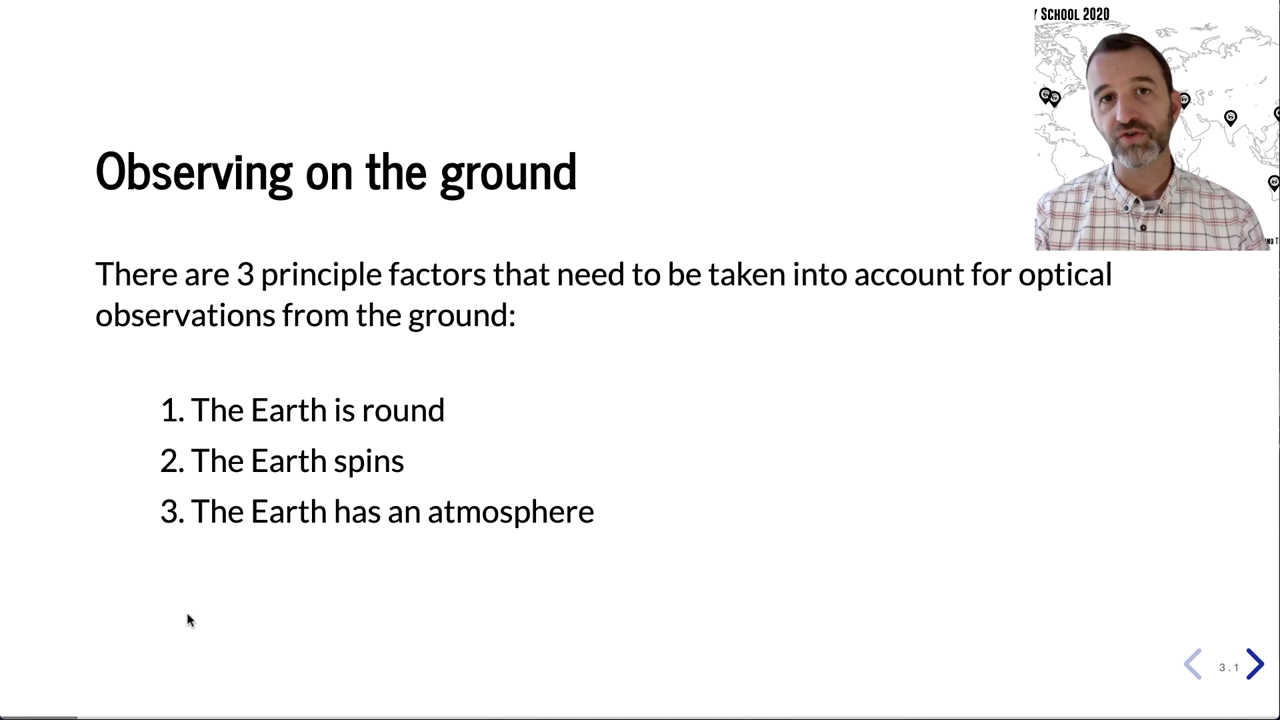 Y SCHOOL 2020
Observing on the ground
There are 3 principle factors that need to be taken into account for optical
observations from the ground:
1. The Earth is round
2. The Earth spins
3. The Earth has an atmosphere
3.1